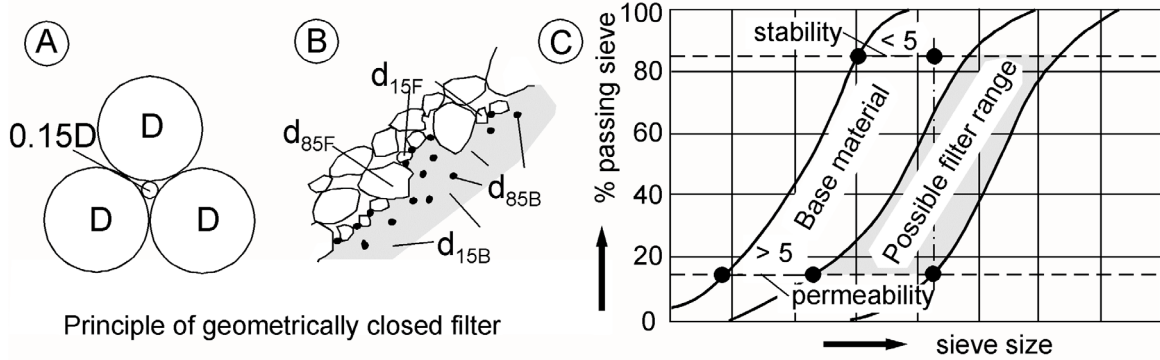 A
D
0.15D
D
D
B
d15F
d85F
d85B
d15B
Principle of geometrically closed filter
C
% passing sieve
100
80
60
40
20
0
stability
< 5
Base material
Possible filter range
> 5
permeability
sieve size